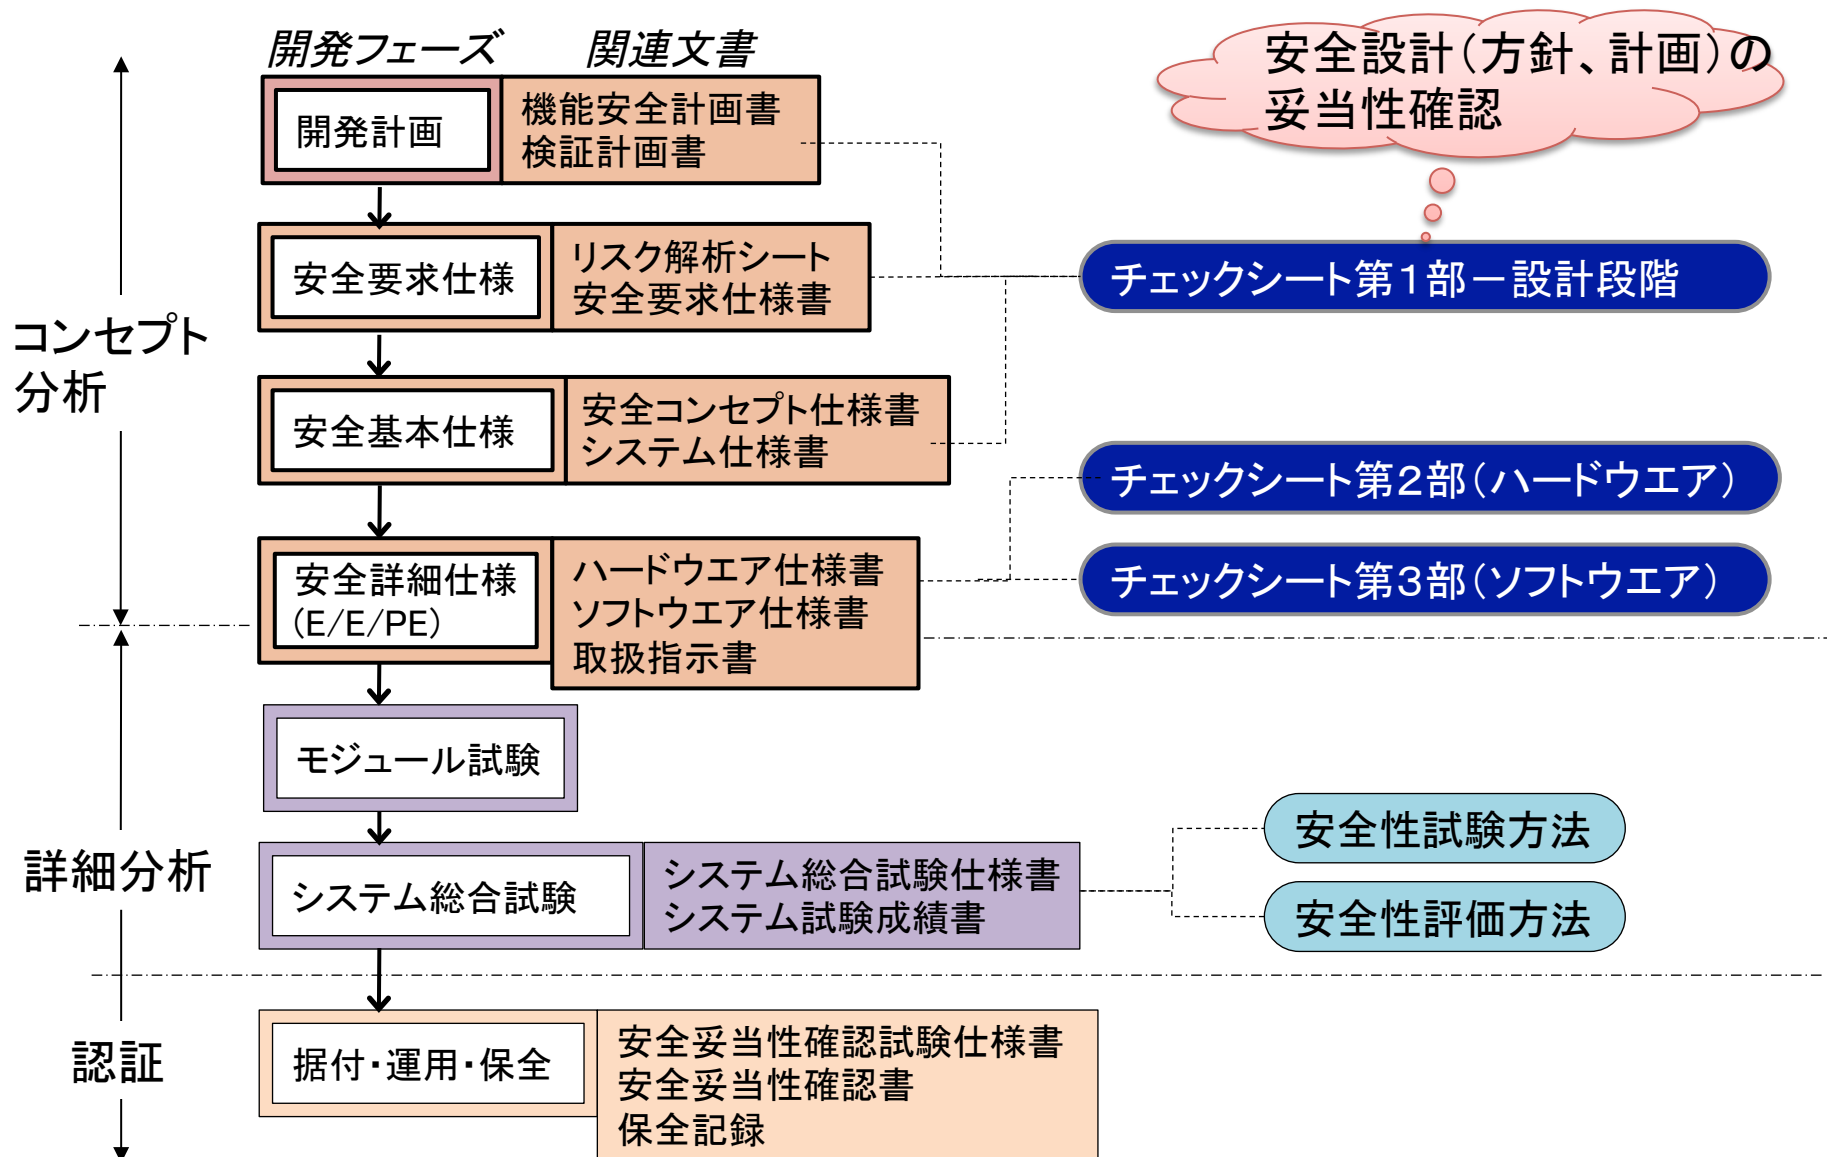 開発フェーズ
関連文書
安全設計(方針、計画)の
妥当性確認
開発計画
機能安全計画書
検証計画書
安全要求仕様
リスク解析シート
安全要求仕様書
チェックシート第1部－設計段階
コンセプト
分析
安全基本仕様
安全コンセプト仕様書
システム仕様書
チェックシート第2部(ハードウエア)
安全詳細仕様
(E/E/PE)
ハードウエア仕様書
ソフトウエア仕様書
取扱指示書
チェックシート第3部(ソフトウエア)
モジュール試験
詳細分析
システム総合試験
システム総合試験仕様書
システム試験成績書
安全性試験方法
安全性評価方法
認証
据付・運用・保全
安全妥当性確認試験仕様書
安全妥当性確認書
保全記録